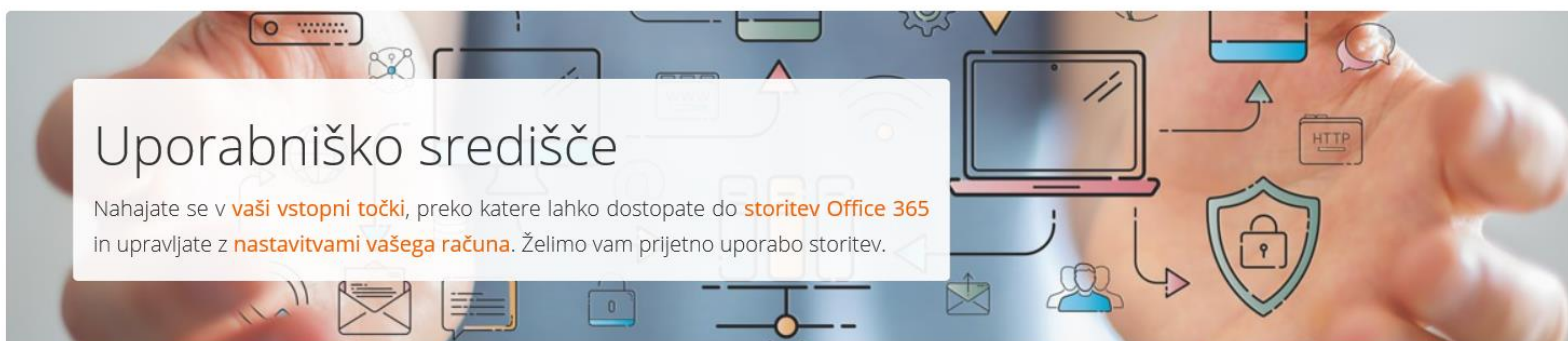 Uporabniško središče
Nahajate se v vaši vstopni točki, preko katere lahko dostopate do storitev Office 365
in upravljate z nastavitvami vašega računa. Želimo vam prijetno uporabo storitev.
HTTP